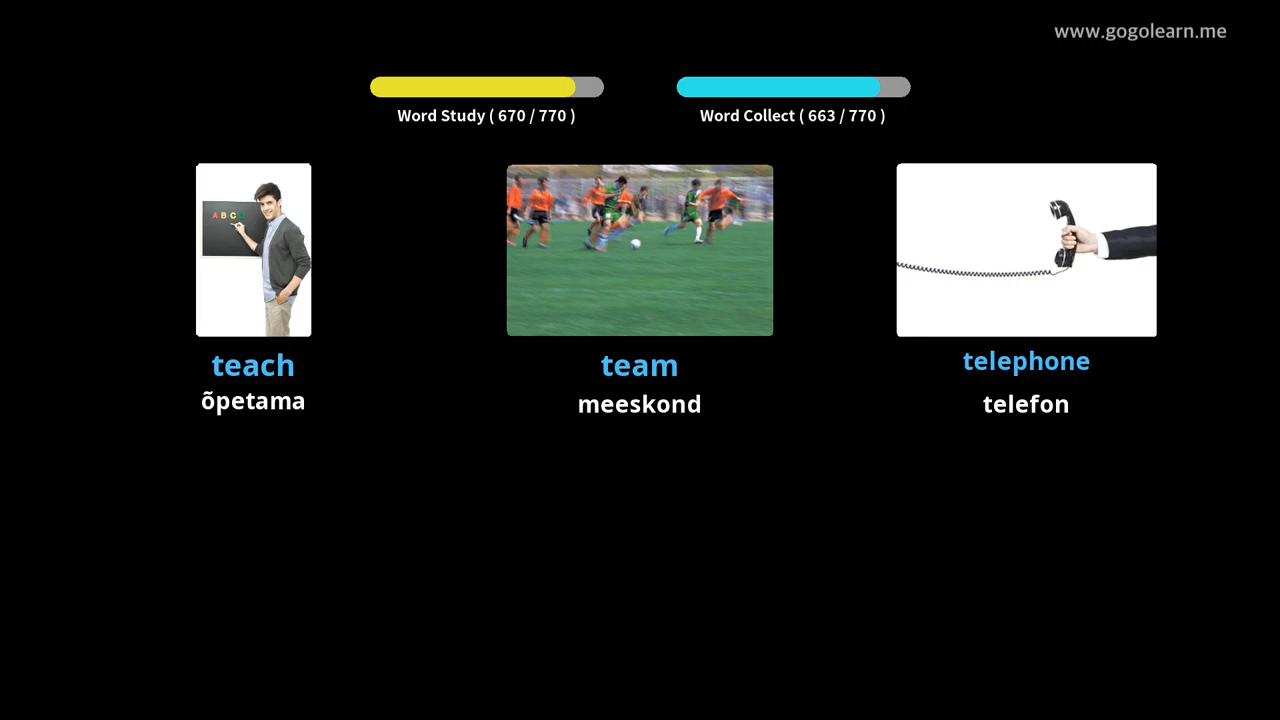 www.gogolearn.me
Word Study ( 670 / 770 )
Word Collect ( 663 / 770 )
A B C D
teach
team
telephone
õpetama
meeskond
telefon